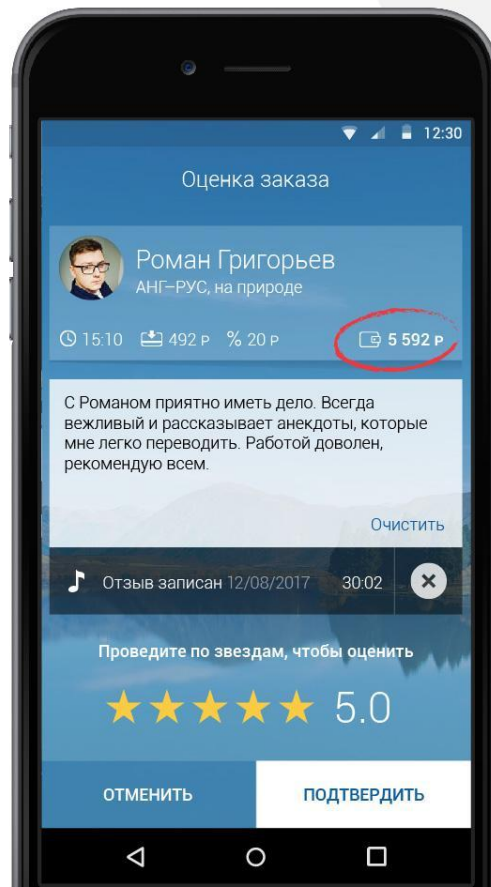 12:30
Оценка заказа
Роман Григорьев
АНГ–РУС, на природе
15:10 492 Р % 20 Р 5 592 Р
С Романом приятно иметь дело. Всегда
вежливый и рассказывает анекдоты, которые
мне легко переводить. Работой доволен,
рекомендую всем.
Очистить
Отзыв записан 12/08/2017 30:02
Проведите по звездам, чтобы оценить
5.0
ОТМЕНИТЬ ПОДТВЕРДИТЬ